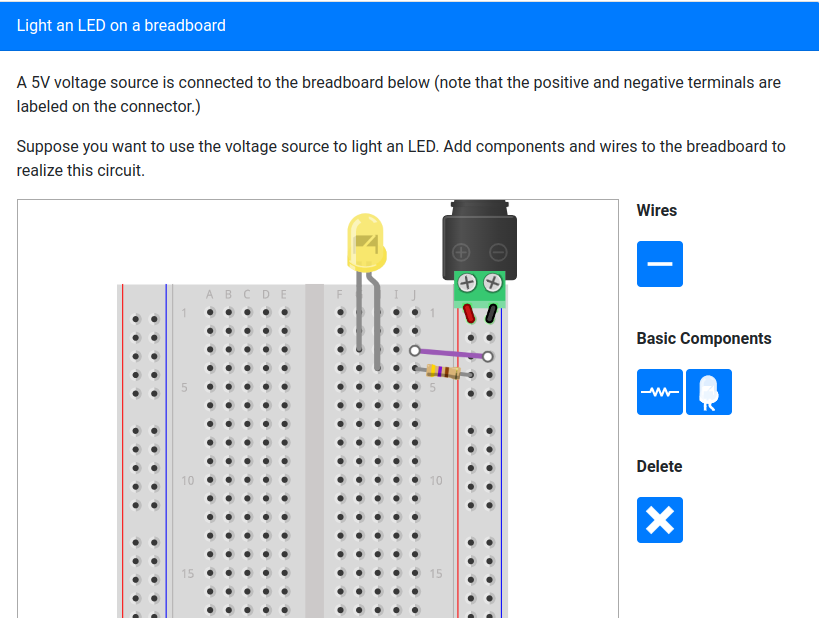 Light an LED on a breadboard
A 5V voltage source is connected to the breadboard below (note that the positive and negative terminals are
labeled on the connector.)
Suppose you want to use the voltage source to light an LED. Add components and wires to the breadboard to
realize this circuit.
Wires
Basic Components
Delete
A B C D E F I J
1 1
5 5
10 10
15 15